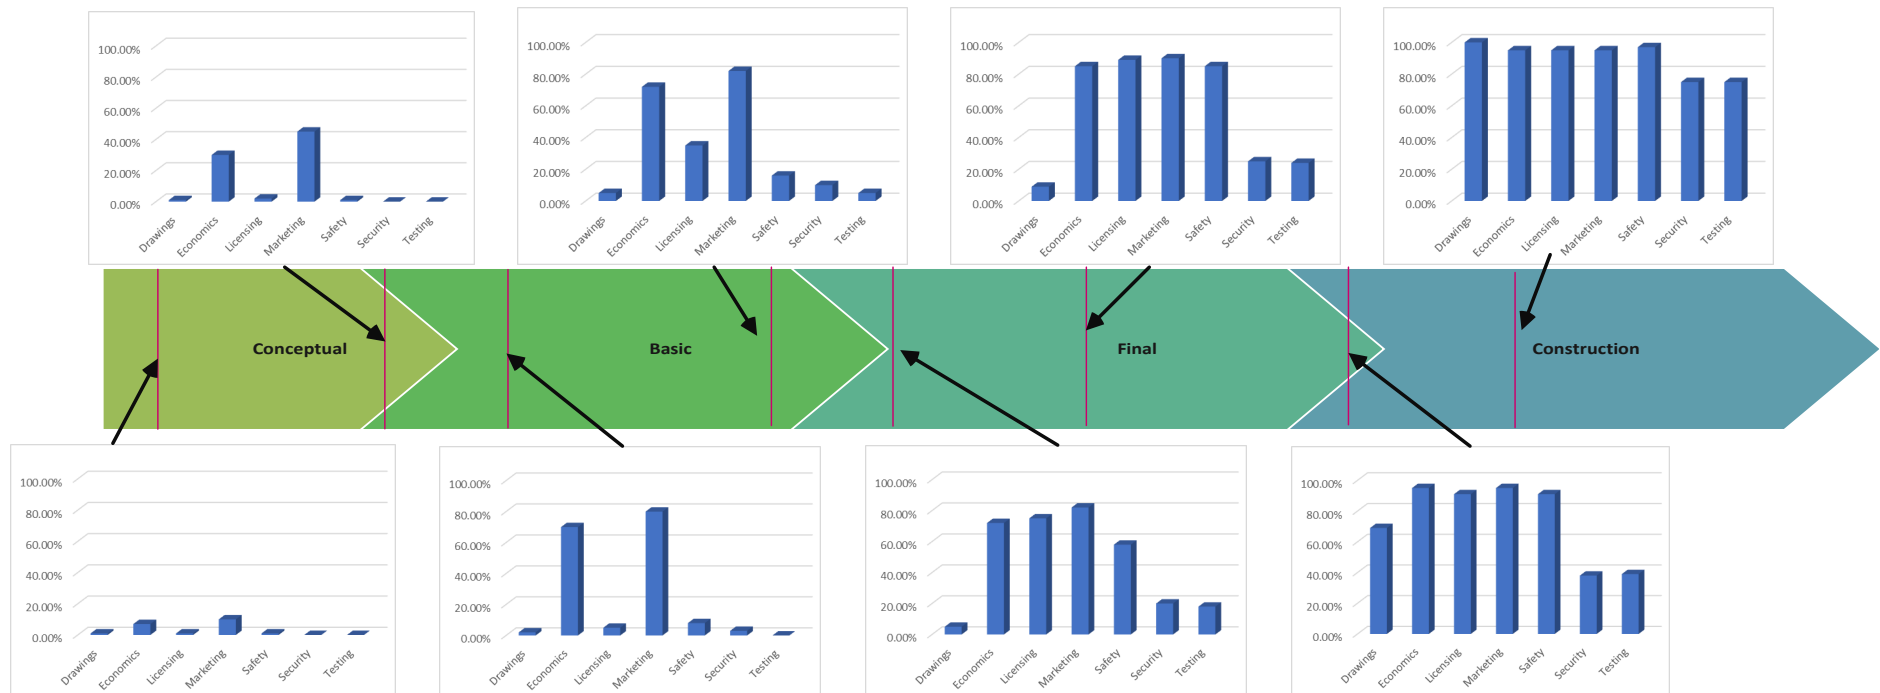 100.00%
80.00%
60.00%
40.00%
20.00%
0.00%
Drawings
Economics
Licensing
Marketing
Safety
Security
Testing
100.00%
80.00%
60.00%
40.00%
20.00%
0.00%
Drawings
Economics
Licensing
Marketing
Safety
Security
Testing
100.00%
80.00%
60.00%
40.00%
20.00%
0.00%
Drawings
Economics
Licensing
Marketing
Safety
Security
Testing
100.00%
80.00%
60.00%
40.00%
20.00%
0.00%
Drawings
Economics
Licensing
Marketing
Safety
Security
Testing
Conceptual
Basic
Final
Construction
100.00%
80.00%
60.00%
40.00%
20.00%
0.00%
Drawings
Economics
Licensing
Marketing
Safety
Security
Testing
100.00%
80.00%
60.00%
40.00%
20.00%
0.00%
Drawings
Economics
Licensing
Marketing
Safety
Security
Testing
100.00%
80.00%
60.00%
40.00%
20.00%
0.00%
Drawings
Economics
Licensing
Marketing
Safety
Security
Testing
100.00%
80.00%
60.00%
40.00%
20.00%
0.00%
Drawings
Economics
Licensing
Marketing
Safety
Security
Testing